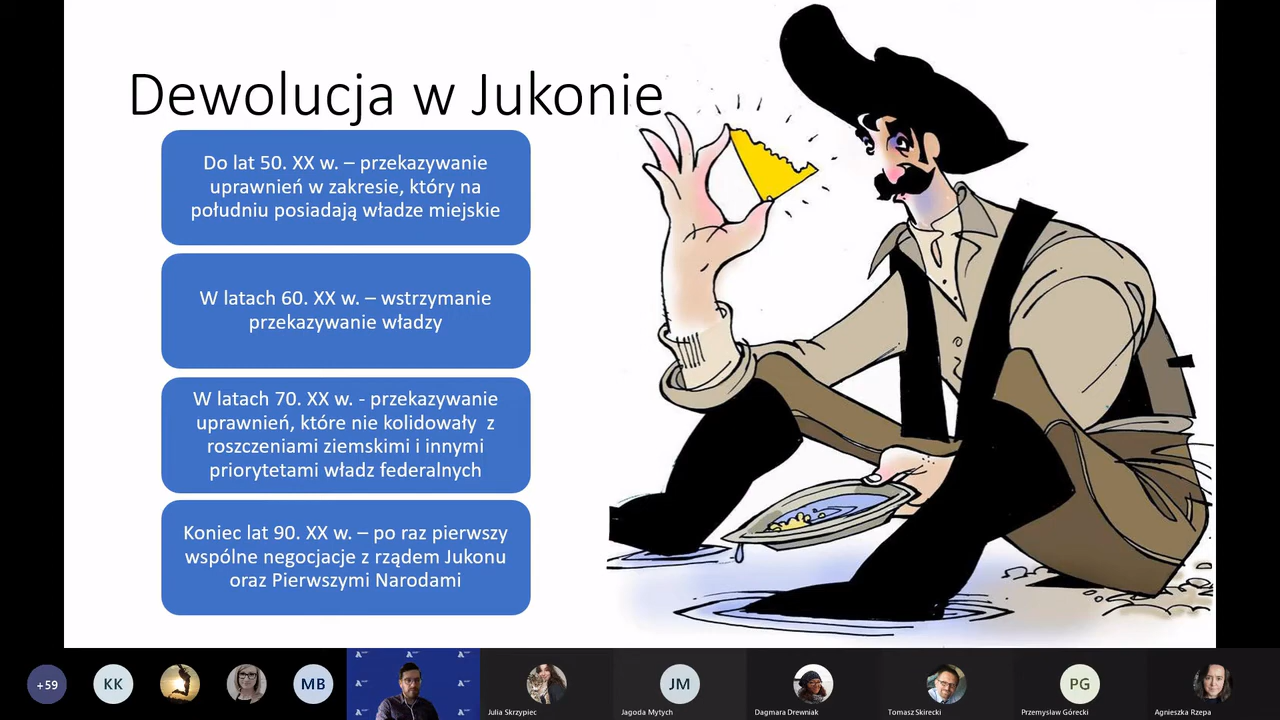 Dewolucja w Jukonie
Do lat 50. XX w. – przekazywanie
uprawnień w zakresie, który na
południu posiadają władze miejskie
W latach 60. XX w. – wstrzymanie
przekazywanie władzy
W latach 70. XX w. - przekazywanie
uprawnień, które nie kolidowały z
roszczeniami ziemskimi i innymi
priorytetami władz federalnych
Koniec lat 90. XX w. – po raz pierwszy
wspólne negocjacje z rządem Jukonu
oraz Pierwszymi Narodami
+59
KK
MB
JM
PG
Julia Skrzypiec
Jagoda Mytych
Dagmara Drewniak
Tomasz Skirecki
Przemysław Górecki
Agnieszka Rzepa